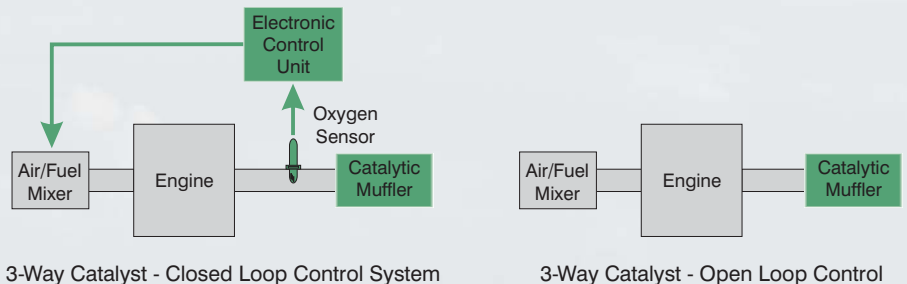 Electronic
Control
Unit
Oxygen
Sensor
Air/Fuel
Mixer
Engine
Catalytic
Muffler
3-Way Catalyst - Closed Loop Control System
Air/Fuel
Mixer
Engine
Catalytic
Muffler
3-Way Catalyst - Open Loop Control